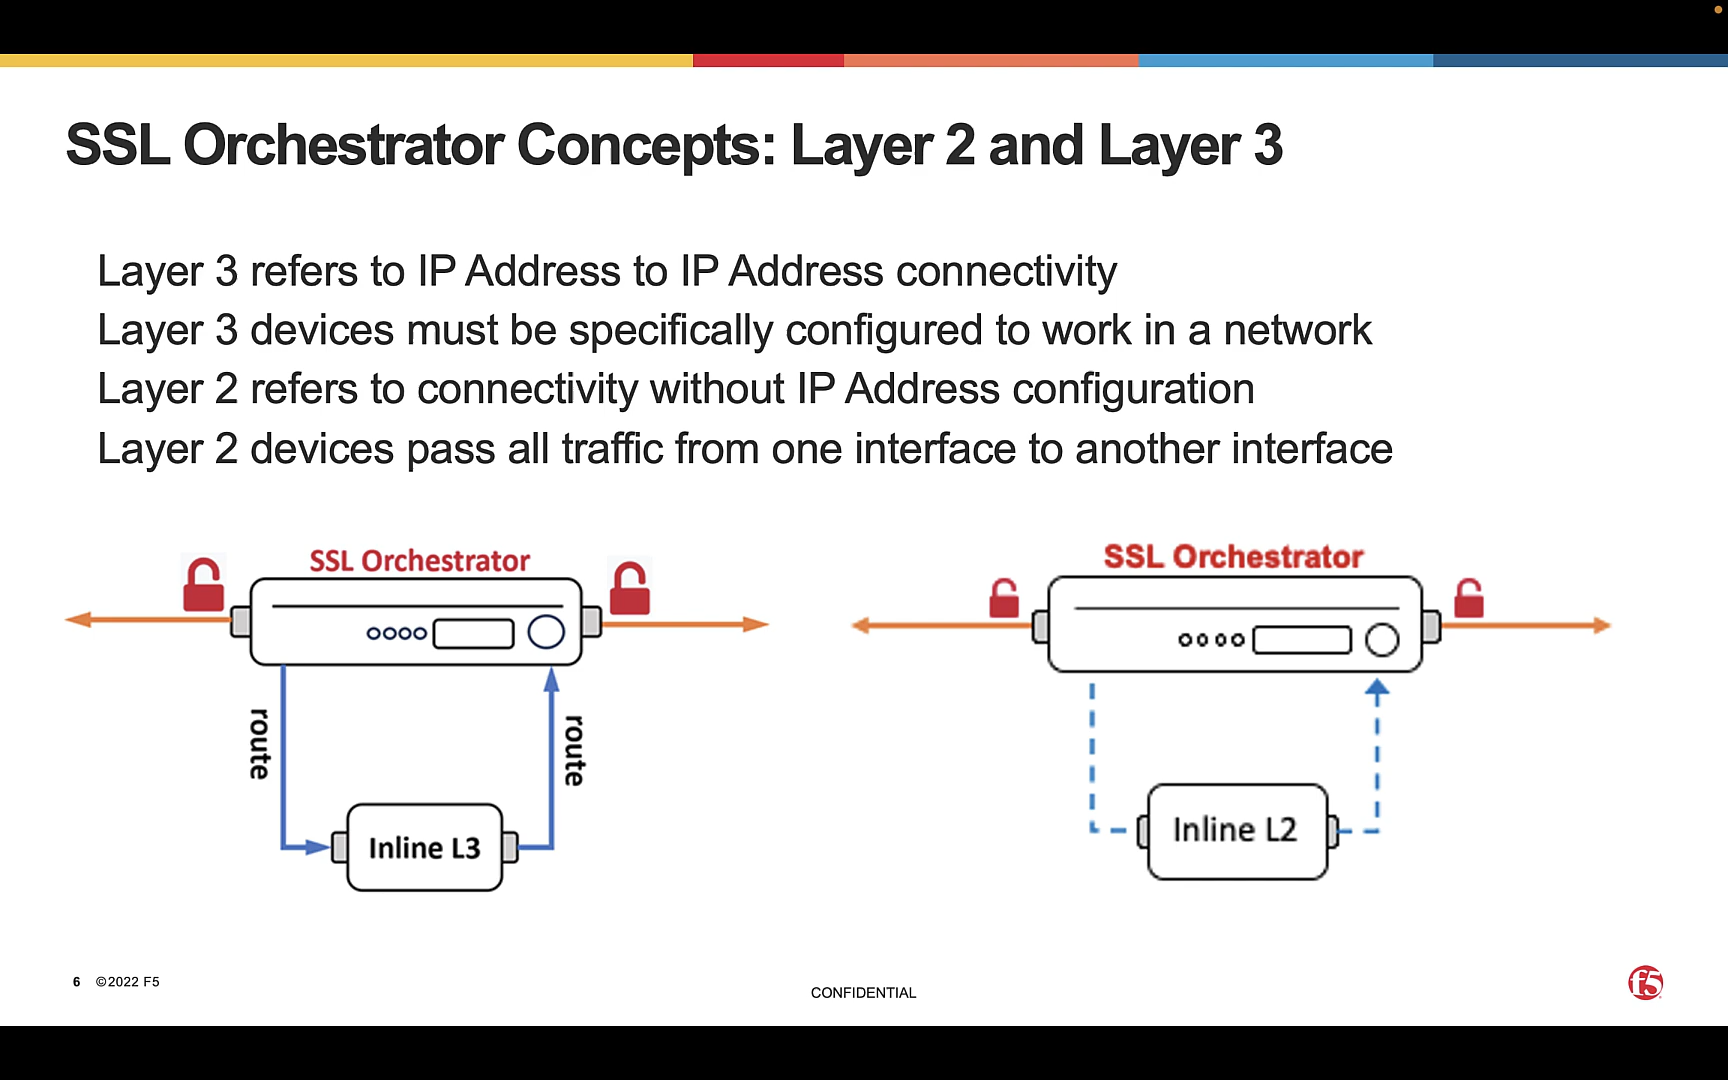 SSL Orchestrator Concepts: Layer 2 and Layer 3
Layer 3 refers to IP Address to IP Address connectivity
Layer 3 devices must be specifically configured to work in a network
Layer 2 refers to connectivity without IP Address configuration
Layer 2 devices pass all traffic from one interface to another interface
SSL Orchestrator
route
route
Inline L3
SSL Orchestrator
Inline L2
6 ©2022 F5
CONFIDENTIAL
f5